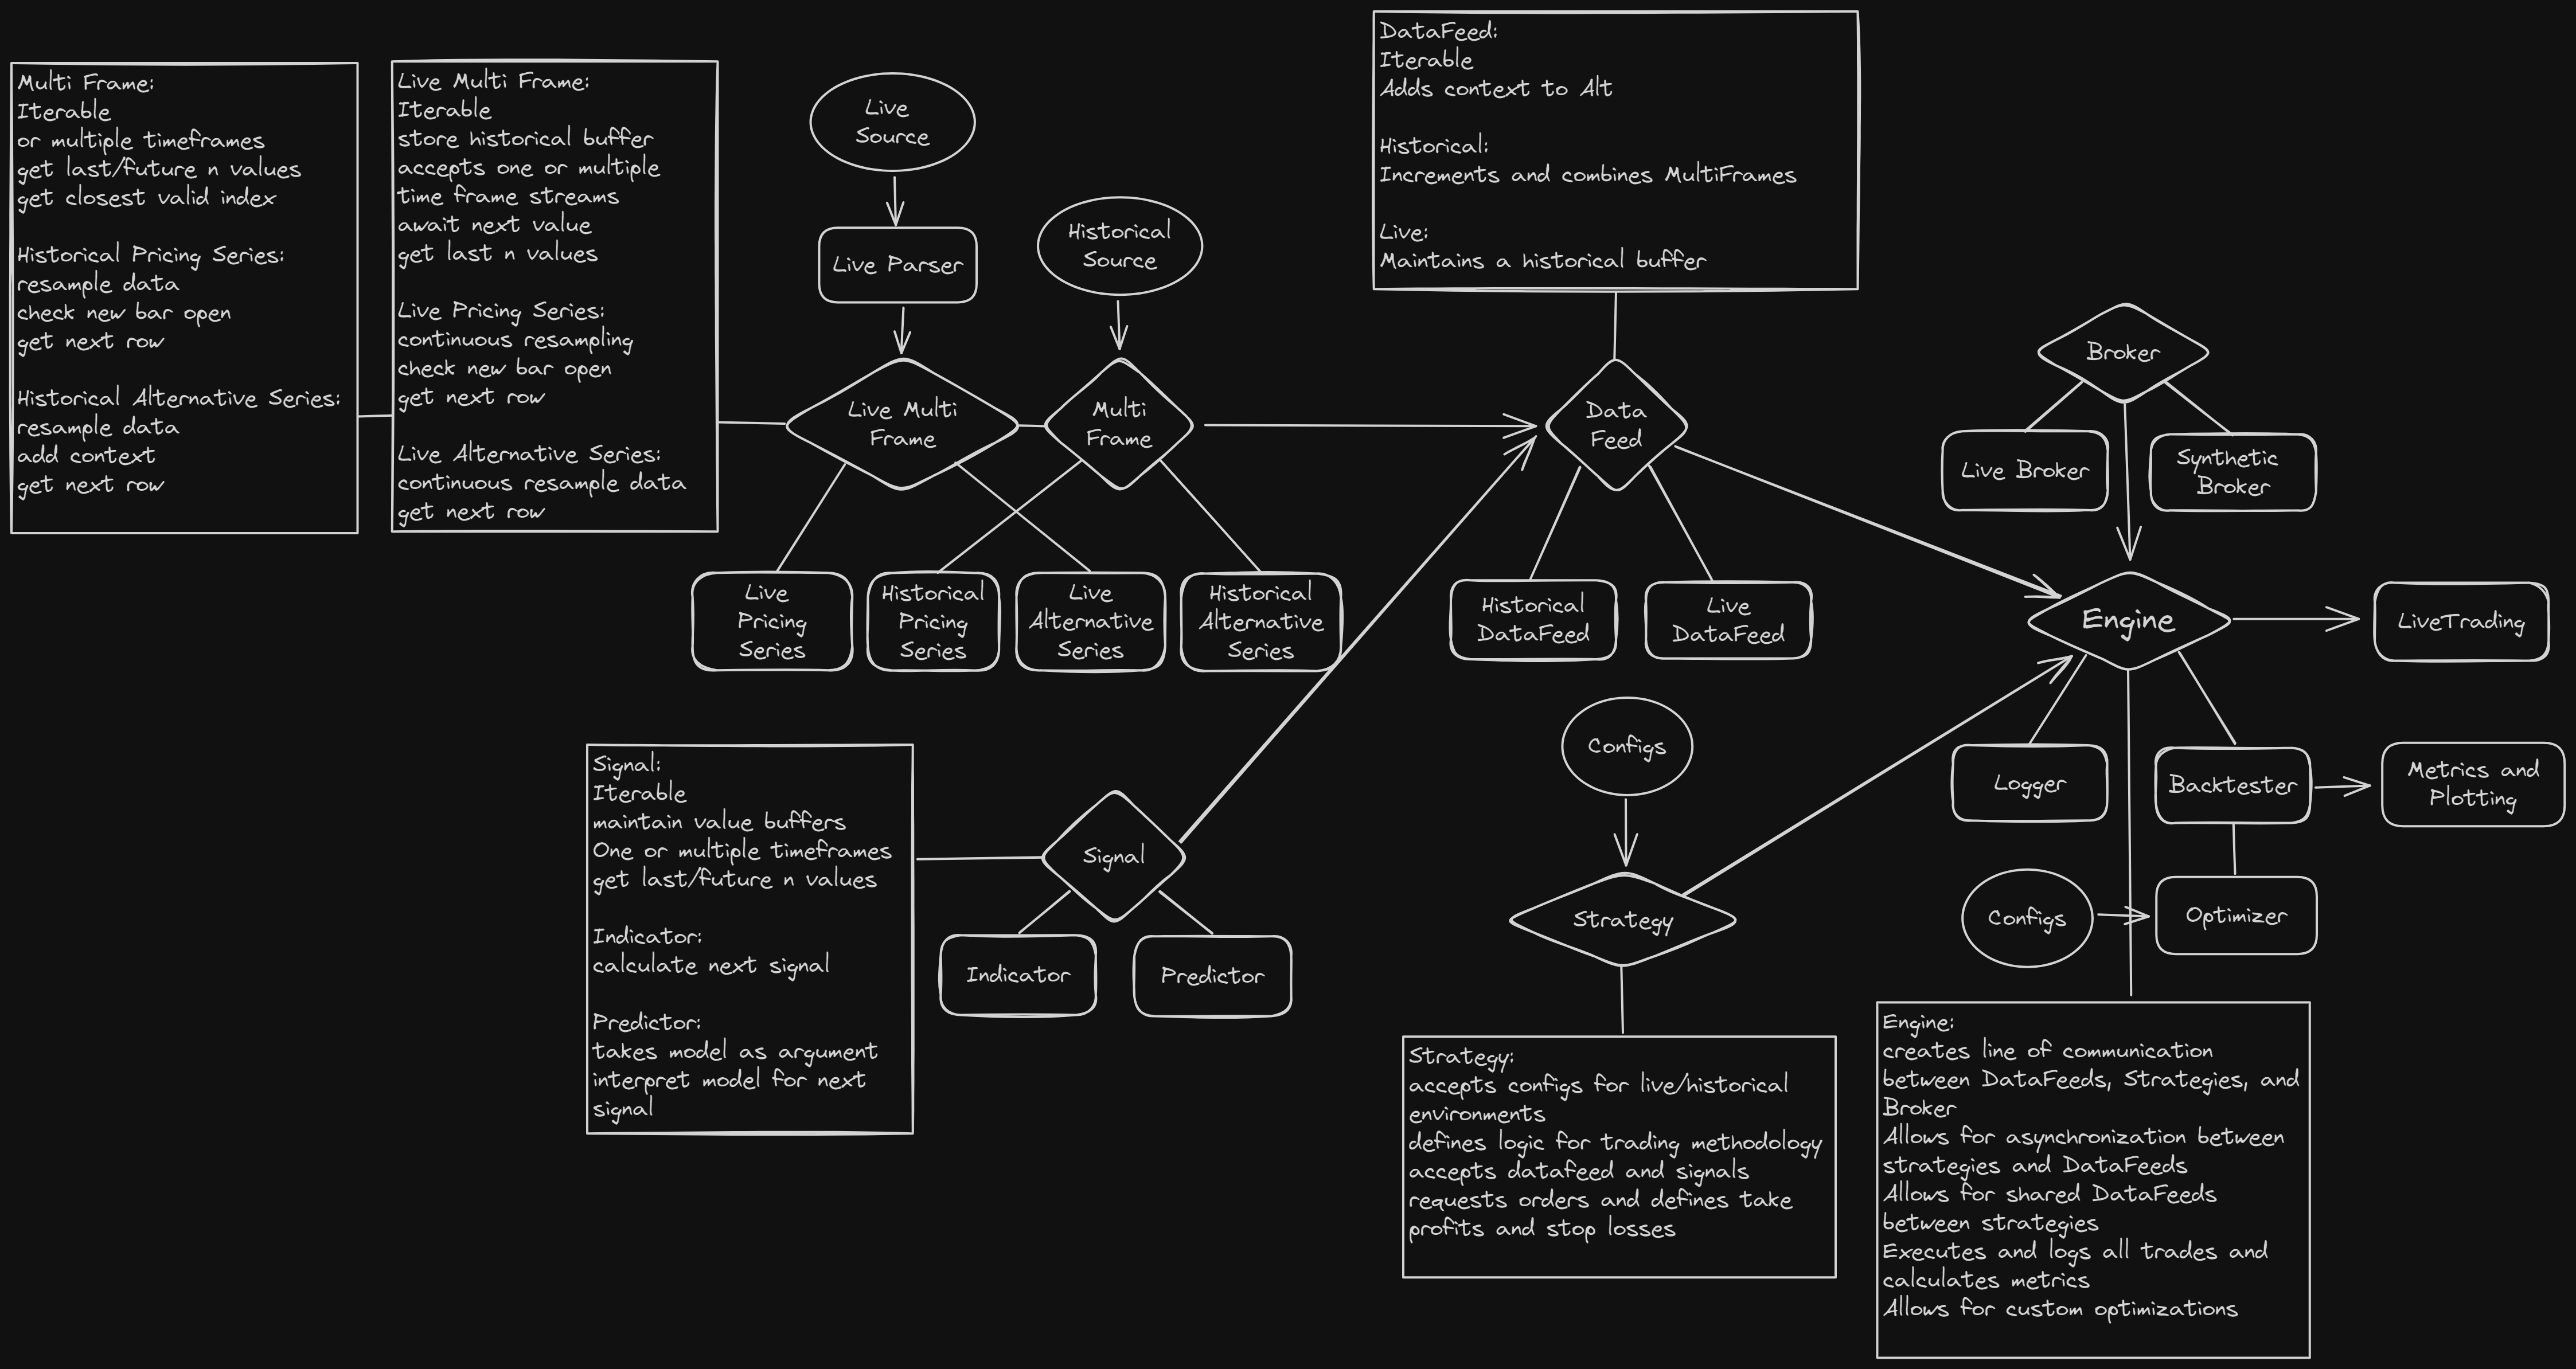 Multi Frame:
Iterable
or multiple timeframes
get last/future n values
get closest valid index
Historical Pricing Series:
resample data
check new bar open
get next row
Historical Alternative Series:
resample data
add context
get next row
Live Multi Frame:
Iterable
store historical buffer
accepts one or multiple
time frame streams
await next value
get last n values
Live Pricing Series:
continuous resampling
check new bar open
get next row
Live Alternative Series:
continuous resample data
get next row
Live
Source
Live Parser
Historical
Source
Live Multi
Frame
Multi
Frame
Live
Pricing
Series
Historical
Pricing
Series
Live
Alternative
Series
Historical
Alternative
Series
DataFeed:
Iterable
Adds context to Alt
Historical:
Increments and combines MultiFrames
Live:
Maintains a historical buffer
Data
Feed
Historical
DataFeed
Live
DataFeed
Broker
Live Broker
Synthetic
Broker
Engine
LiveTrading
Logger
Backtester
Metrics and
Plotting
Configs
Optimizer
Configs
Strategy
Signal:
Iterable
maintain value buffers
One or multiple timeframes
get last/future n values
Indicator:
calculate next signal
Predictor:
takes model as argument
interpret model for next
signal
Signal
Indicator
Predictor
Strategy:
accepts configs for live/historical
environments
defines logic for trading methodology
accepts datafeed and signals
requests orders and defines take
profits and stop losses
Engine:
creates line of communication
between DataFeeds, Strategies, and
Broker
Allows for asynchronization between
strategies and DataFeeds
Allows for shared DataFeeds
between strategies
Executes and logs all trades and
calculates metrics
Allows for custom optimizations